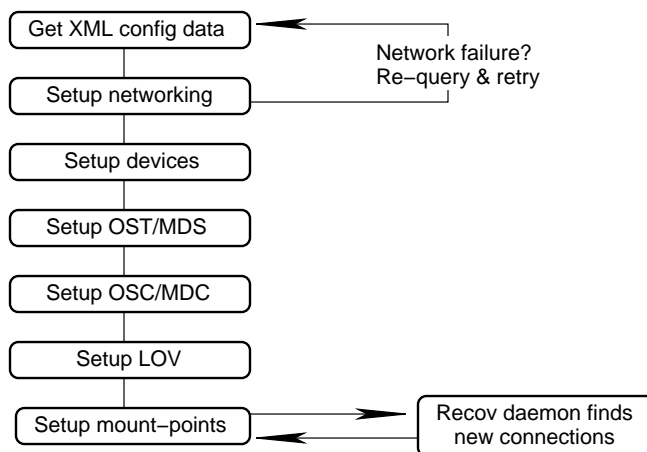 Get XML config data
Network failure?
Re−query & retry
Setup networking
Setup devices
Setup OST/MDS
Setup OSC/MDC
Setup LOV
Setup mount−points
Recov daemon finds
new connections